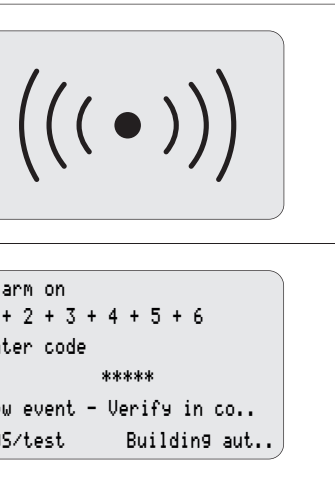 arm on
+ 2 + 3 + 4 + 5 + 6
ter code
*****
w event - Verify in co..
S/test Building aut..